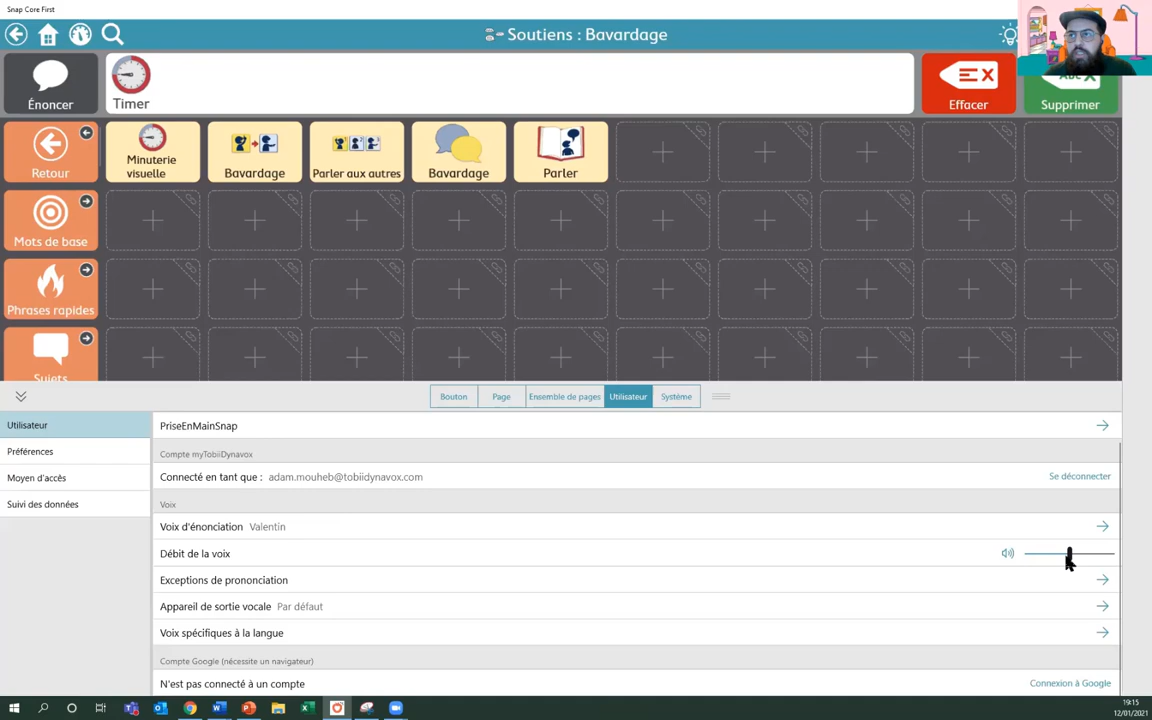 Snap Core First
Soutiens : Bavardage
Énoncer
Timer
Effacer
Supprimer
Retour
Minuterie
visuelle
Bavardage
Parler aux autres
Bavardage
Parler
Mots de base
Phrases rapides
Sujets
Bouton
Page
Ensemble de pages
Utilisateur
Système
Utilisateur
Préférences
Moyen d'accès
Suivi des données
PriseEnMainSnap
Compte myTobiiDynavox
Connecté en tant que : adam.mouheb@tobiidynavox.com
Se déconnecter
Voix
Voix d'énonciation Valentin
Débit de la voix
Exceptions de prononciation
Appareil de sortie vocale Par défaut
Voix spécifiques à la langue
Compte Google (nécessite un navigateur)
N'est pas connecté à un compte
Connexion à Google
19:15
12/01/2021